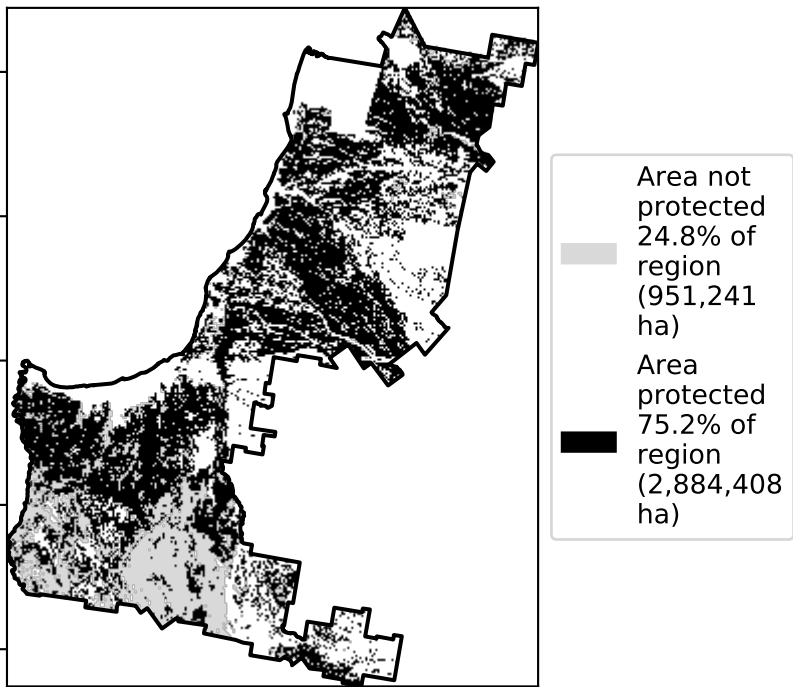 Area not
protected
24.8% of
region
(951,241
ha)
Area
protected
75.2% of
region
(2,884,408
ha)